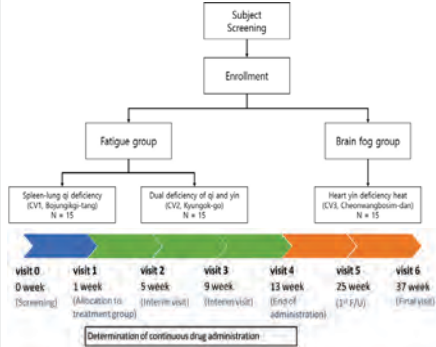 Subject
Screening
Enrollment
Fatigue group
Brain fog group
Spleen-lung qi deficiency
(CV1, Bojungikgi-tang)
N = 15
Dual deficiency of qi and yin
(CV2, Kyungok-go)
N = 15
Heart yin deficiency heat
(CV3, Cheonwangbosim-dan)
N = 15
visit 0
0 week
(Screening)
visit 1
1 week
(Allocation to
treatment group)
visit 2
5 week
(Interim visit)
visit 3
9 week
(Interim visit)
visit 4
13 week
(End of
administration)
visit 5
25 week
(1st F/U)
visit 6
37 week
(Final visit)
Determination of continuous drug administration